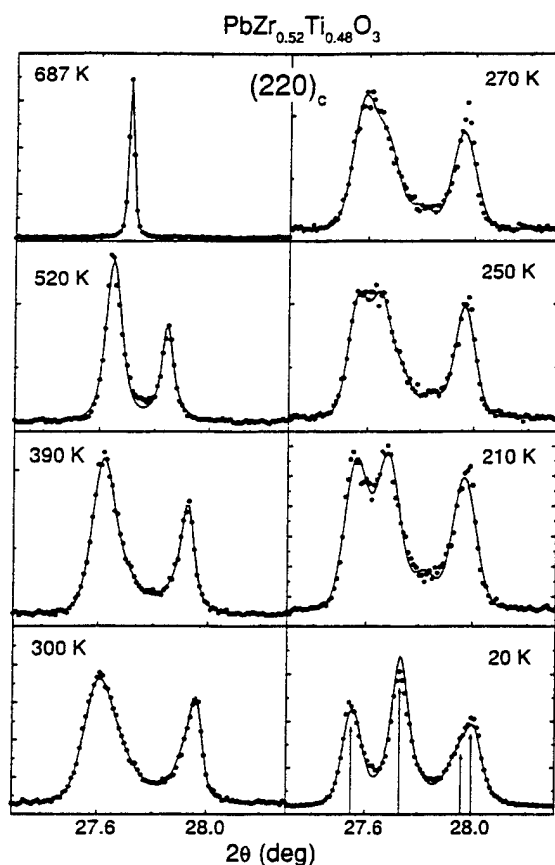 PbZr0.52Ti0.48O3
687 K
(220)c
270 K
520 K
250 K
390 K
210 K
300 K
20 K
27.6 28.0 27.6 28.0
2θ (deg)